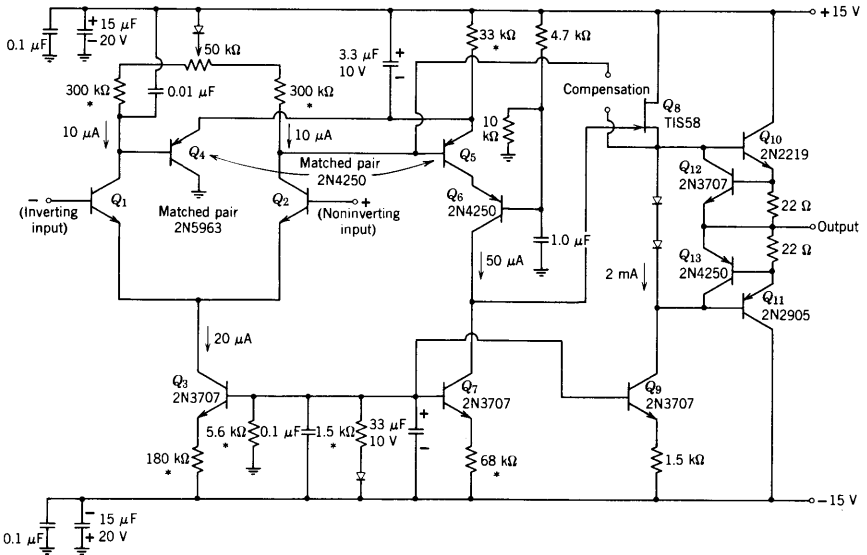 +15 V
0.1 μF
+ 15 μF
− 20 V
50 kΩ
3.3 μF
10 V
+
−
33 kΩ
*
4.7 kΩ
300 kΩ
*
0.01 μF
300 kΩ
*
Compensation
Q8
TIS58
10 μA
10 μA
10
kΩ
Q4
Q5
Q10
2N2219
Matched pair
2N4250
Q12
2N3707
Q1
Q2
Q6
2N4250
22 Ω
−
(Inverting
input)
Matched pair
2N5963
+
(Noninverting
input)
Output
1.0 μF
Q13
2N4250
22 Ω
50 μA
2 mA
Q11
2N2905
20 μA
Q3
2N3707
Q7
2N3707
Q9
2N3707
5.6 kΩ
*
0.1 μF
1.5 kΩ
*
33 μF
10 V
+
−
180 kΩ
*
68 kΩ
*
1.5 kΩ
−15 V
0.1 μF
− 15 μF
+ 20 V